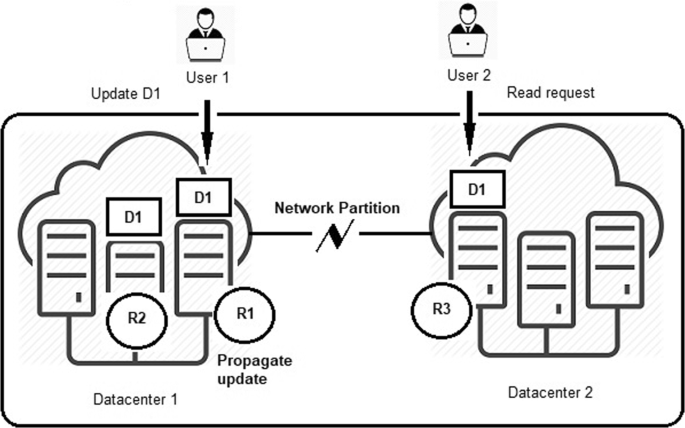 User 1
User 2
Update D1
Read request
D1
D1
D1
Network Partition
R2
R1
R3
Propagate
update
Datacenter 1
Datacenter 2